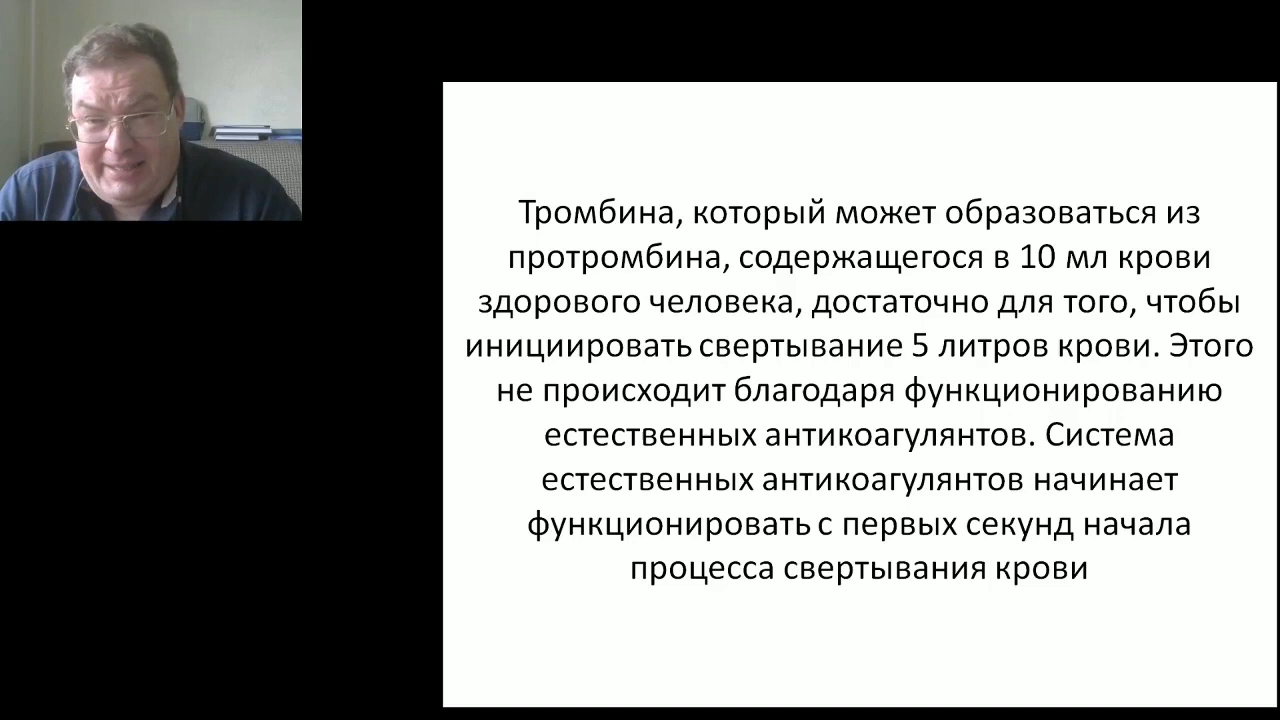 Тромбина, который может образоваться из
протромбина, содержащегося в 10 мл крови
здорового человека, достаточно для того, чтобы
инициировать свертывание 5 литров крови. Этого
не происходит благодаря функционированию
естественных антикоагулянтов. Система
естественных антикоагулянтов начинает
функционировать с первых секунд начала
процесса свертывания крови